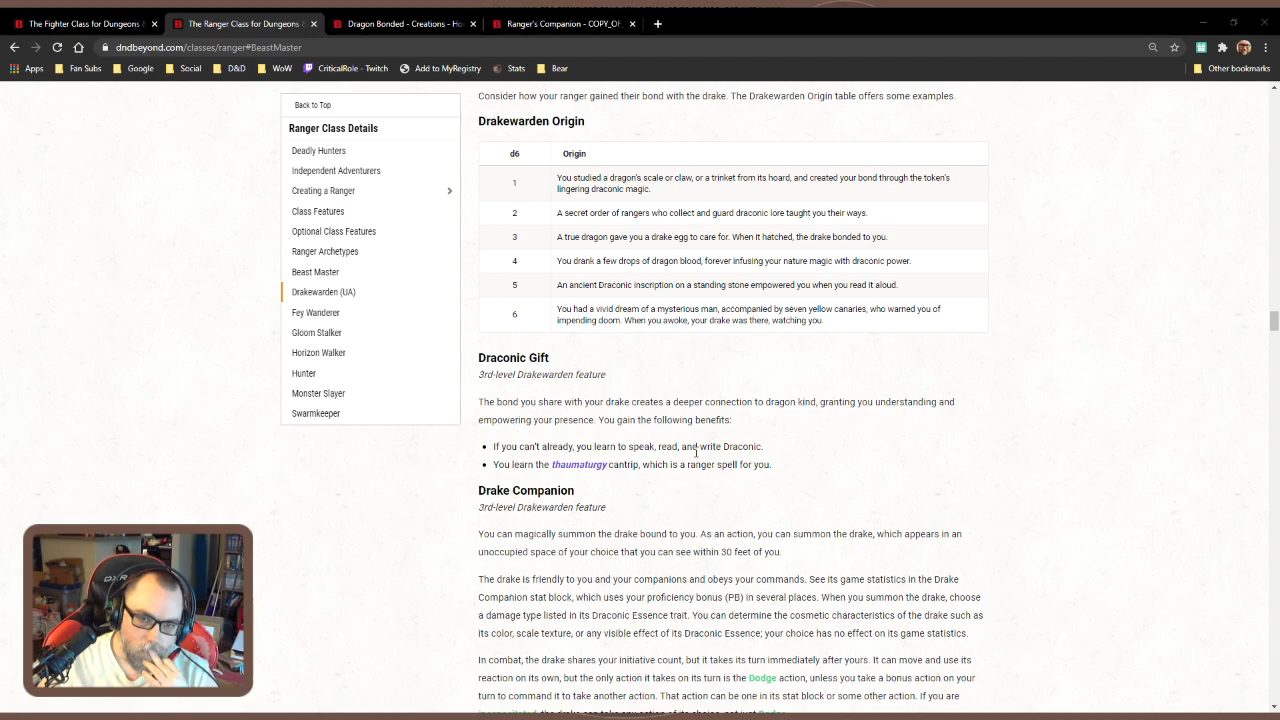 The Fighter Class for Dungeons &
The Ranger Class for Dungeons &
Dragon Bonded - Creations - Ho
Ranger's Companion - COPY_OF
dndbeyond.com/classes/ranger#BeastMaster
Apps
Fan Subs
Google
Social
D&D
WoW
CriticalRole - Twitch
Add to MyRegistry
Stats
Bear
Other bookmarks
Back to Top
Ranger Class Details
Deadly Hunters
Independent Adventurers
Creating a Ranger
Class Features
Optional Class Features
Ranger Archetypes
Beast Master
Drakewarden (UA)
Fey Wanderer
Gloom Stalker
Horizon Walker
Hunter
Monster Slayer
Swarmkeeper
Consider how your ranger gained their bond with the drake. The Drakewarden Origin table offers some examples.
Drakewarden Origin
d6 Origin
1 You studied a dragon's scale or claw, or a trinket from its hoard, and created your bond through the token's
lingering draconic magic.
2 A secret order of rangers who collect and guard draconic lore taught you their ways.
3 A true dragon gave you a drake egg to care for. When it hatched, the drake bonded to you.
4 You drank a few drops of dragon blood, forever infusing your nature magic with draconic power.
5 An ancient Draconic inscription on a standing stone empowered you when you read it aloud.
6 You had a vivid dream of a mysterious man, accompanied by seven yellow canaries, who warned you of
impending doom. When you awoke, your drake was there, watching you.
Draconic Gift
3rd-level Drakewarden feature
The bond you share with your drake creates a deeper connection to dragon kind, granting you understanding and
empowering your presence. You gain the following benefits:
• If you can't already, you learn to speak, read, and write Draconic.
• You learn the thaumaturgy cantrip, which is a ranger spell for you.
Drake Companion
3rd-level Drakewarden feature
You can magically summon the drake bound to you. As an action, you can summon the drake, which appears in an
unoccupied space of your choice that you can see within 30 feet of you.
The drake is friendly to you and your companions and obeys your commands. See its game statistics in the Drake
Companion stat block, which uses your proficiency bonus (PB) in several places. When you summon the drake, choose
a damage type listed in its Draconic Essence trait. You can determine the cosmetic characteristics of the drake such as
its color, scale texture, or any visible effect of its Draconic Essence; your choice has no effect on its game statistics.
In combat, the drake shares your initiative count, but it takes its turn immediately after yours. It can move and use its
reaction on its own, but the only action it takes on its turn is the Dodge action, unless you take a bonus action on your
turn to command it to take another action. That action can be one in its stat block or some other action. If you are
incapacitated, the drake can take any action of its choice, not just Dodge.
DXR